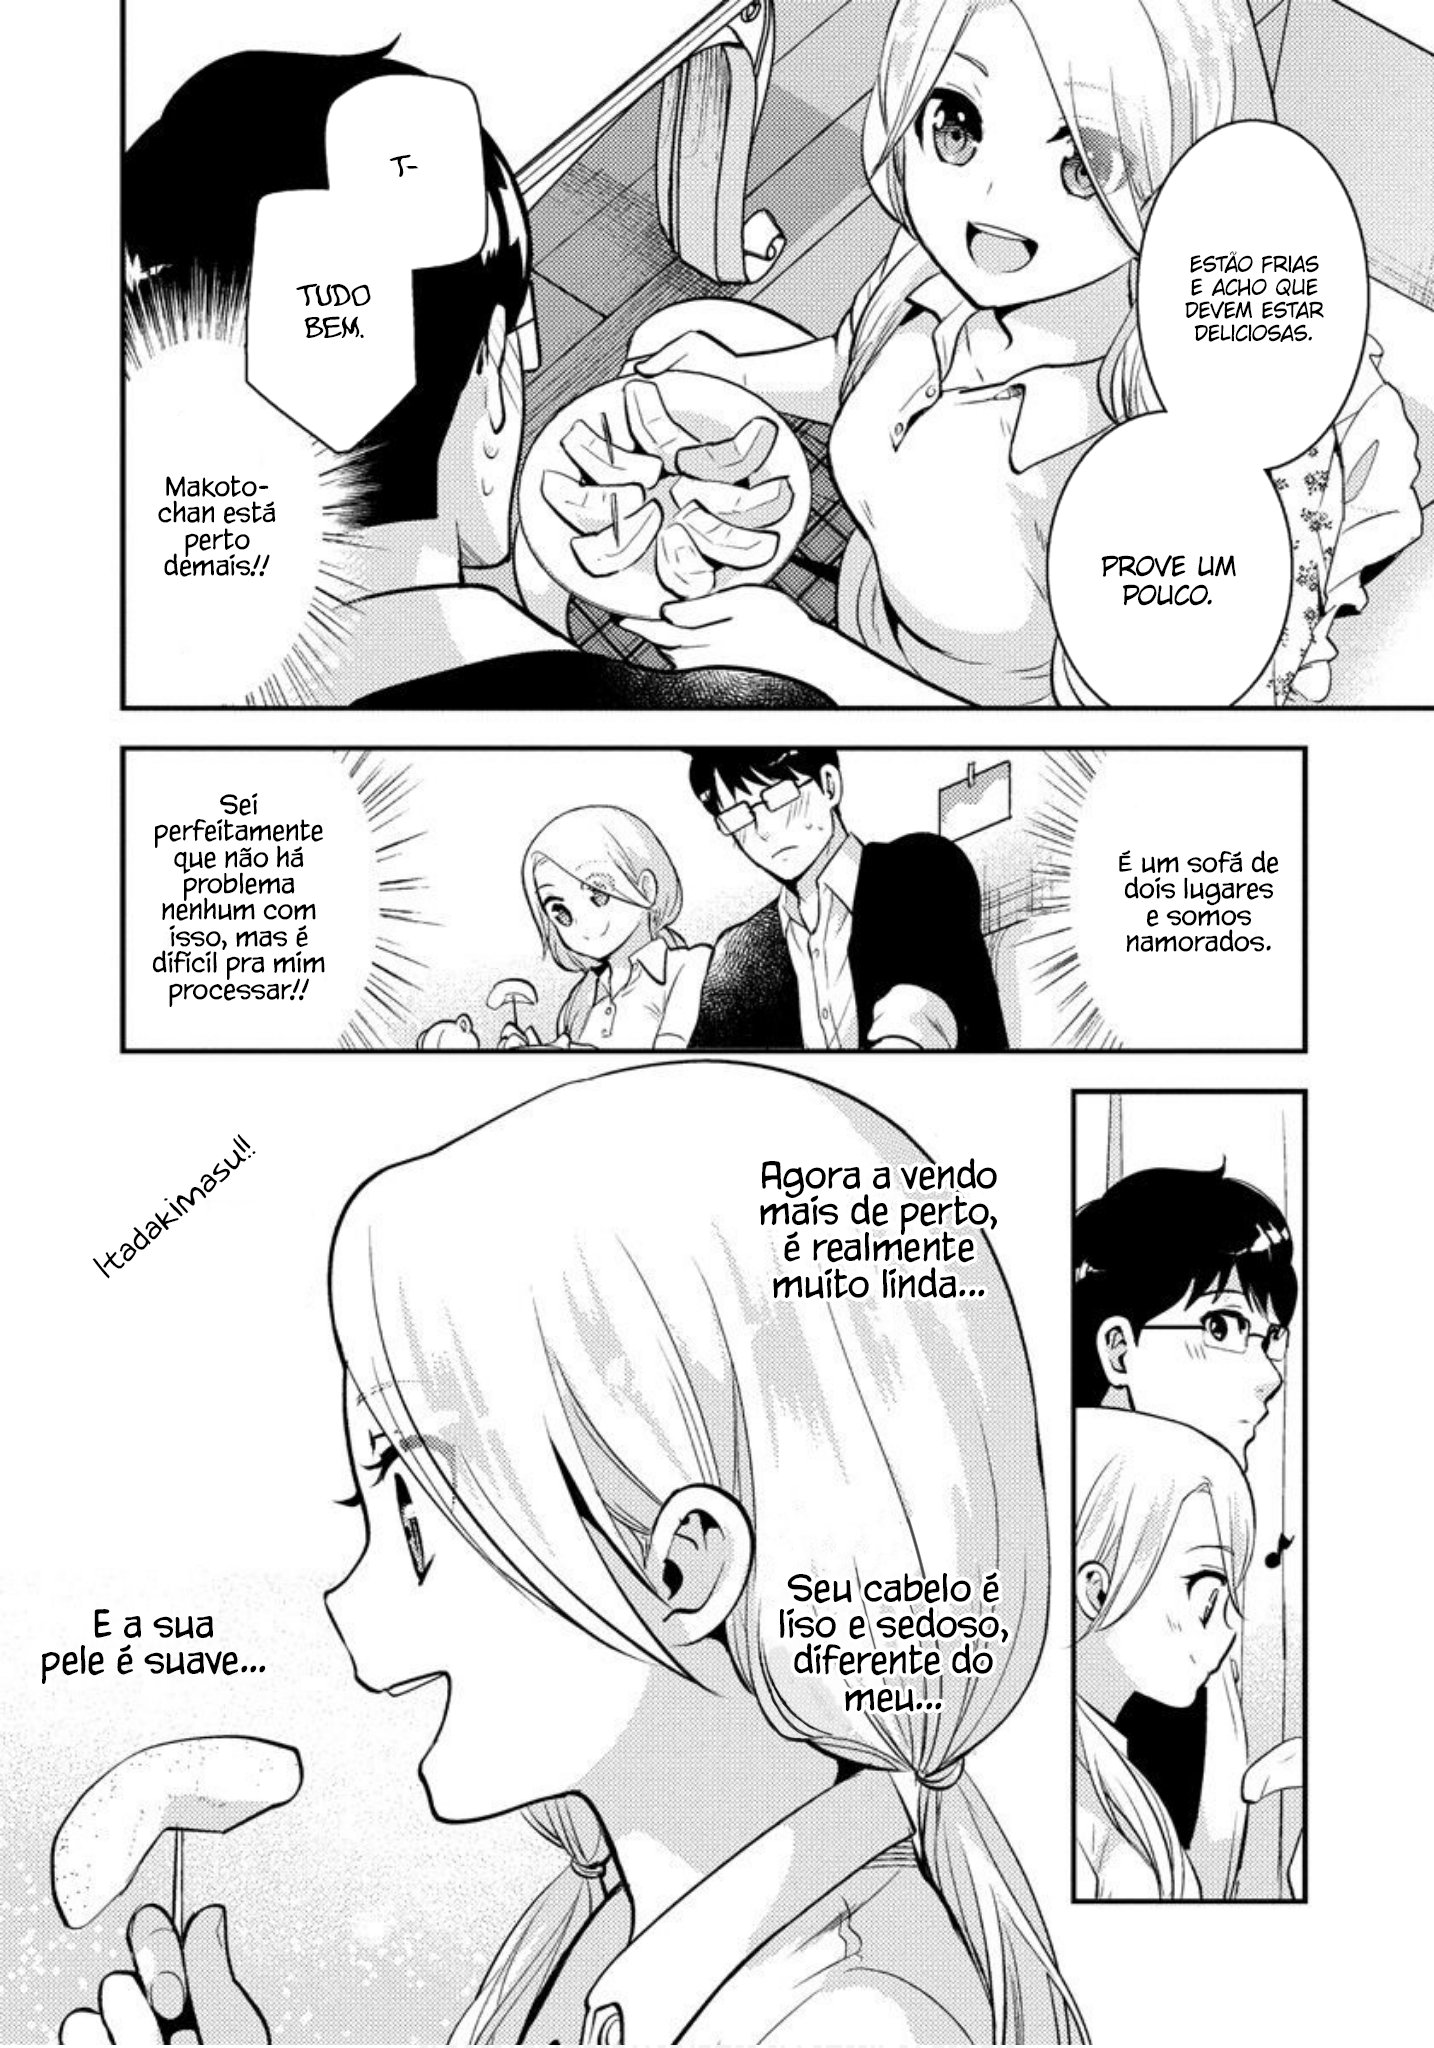 ESTÃO FRIAS
E ACHO QUE
DEVEM ESTAR
DELICIOSAS.
PROVE UM
POUCO.
T-
TUDO
BEM.
Makoto-
chan está
perto
demais!!
É um sofá de
dois lugares
e somos
namorados.
Sei
perfeitamente
que não há
problema
nenhum com
isso, mas é
difícil pra mim
processar!!
Agora a vendo
mais de perto,
é realmente
muito linda...
Itadakimasu!!
Seu cabelo é
liso e sedoso,
diferente do
meu...
E a sua
pele é suave...